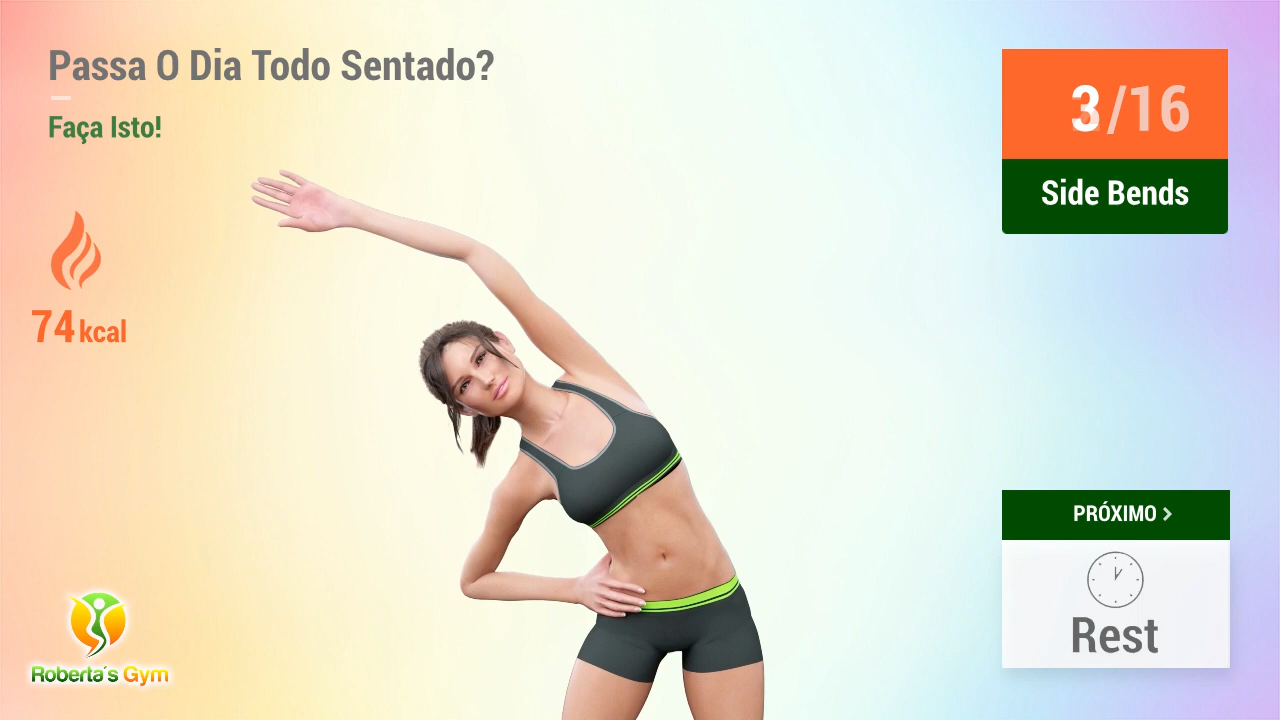 Passa O Dia Todo Sentado?
Faça Isto!
3/16
Side Bends
74 kcal
PRÓXIMO >
Rest
Roberta´s Gym